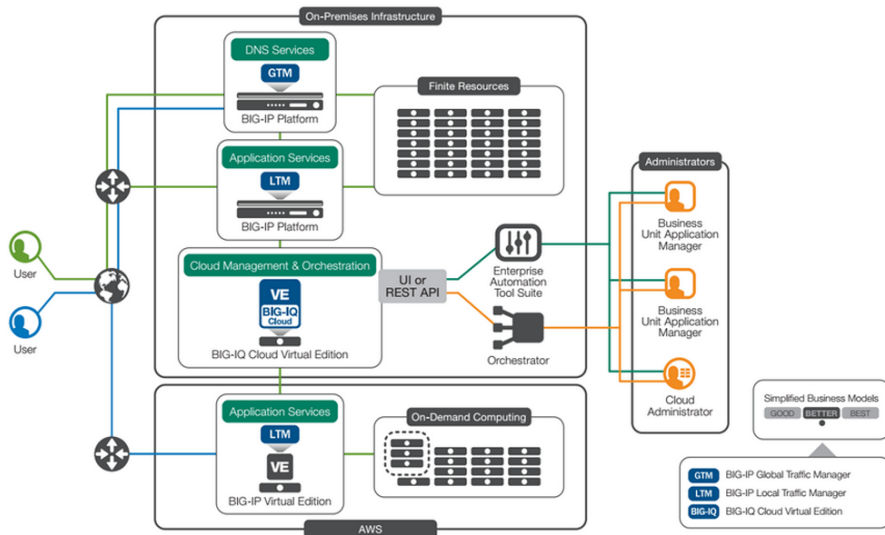 On-Premises Infrastructure
DNS Services
GTM
BIG-IP Platform
Finite Resources
Application Services
LTM
BIG-IP Platform
Administrators
Business
Unit Application
Manager
User
Cloud Management & Orchestration
VE
BIG-IQ
Cloud
BIG-IQ Cloud Virtual Edition
UI or
REST API
Enterprise
Automation
Tool Suite
Business
Unit Application
Manager
User
Orchestrator
Cloud
Administrator
Application Services
LTM
VE
BIG-IP Virtual Edition
On-Demand Computing
AWS
Simplified Business Models
GOOD BETTER BEST
GTM BIG-IP Global Traffic Manager
LTM BIG-IP Local Traffic Manager
BIG-IQ BIG-IQ Cloud Virtual Edition